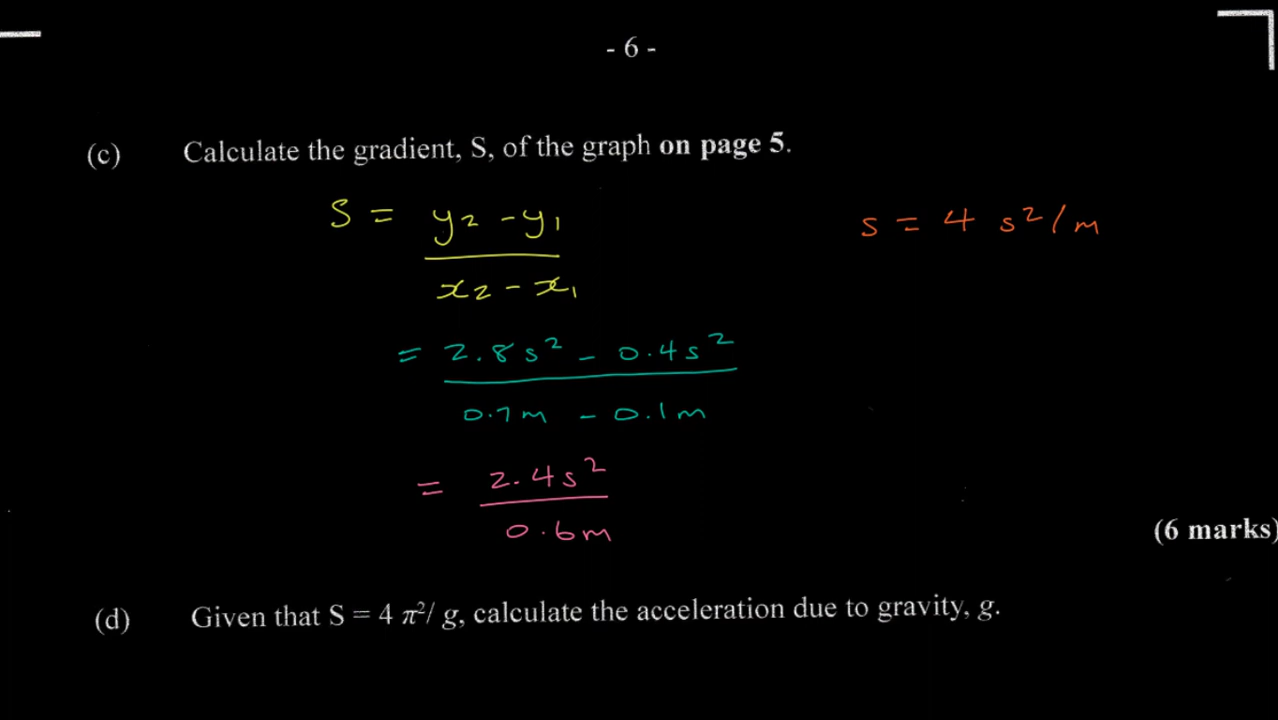 - 6 -
(c) Calculate the gradient, S, of the graph on page 5.
S = y₂ - y₁
x₂ - x₁
s = 4 s²/m
= 2.8s² - 0.4s²
0.7m - 0.1m
= 2.4s²
0.6m
(6 marks)
(d) Given that S = 4 π²/ g, calculate the acceleration due to gravity, g.